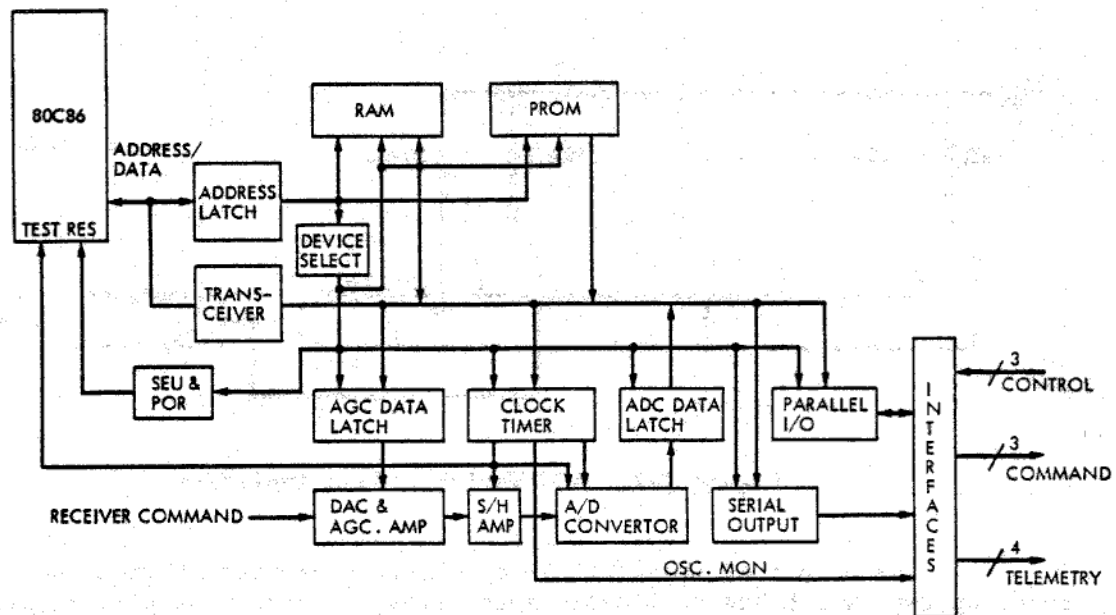 80C86
RAM
PROM
ADDRESS/
DATA
ADDRESS
LATCH
TEST RES
DEVICE
SELECT
TRANS-
CEIVER
SEU &
POR
AGC DATA
LATCH
CLOCK
TIMER
ADC DATA
LATCH
PARALLEL
I/O
INTERFACES
3
CONTROL
3
COMMAND
4
TELEMETRY
RECEIVER COMMAND
DAC &
AGC. AMP
S/H
AMP
A/D
CONVERTOR
SERIAL
OUTPUT
OSC. MON